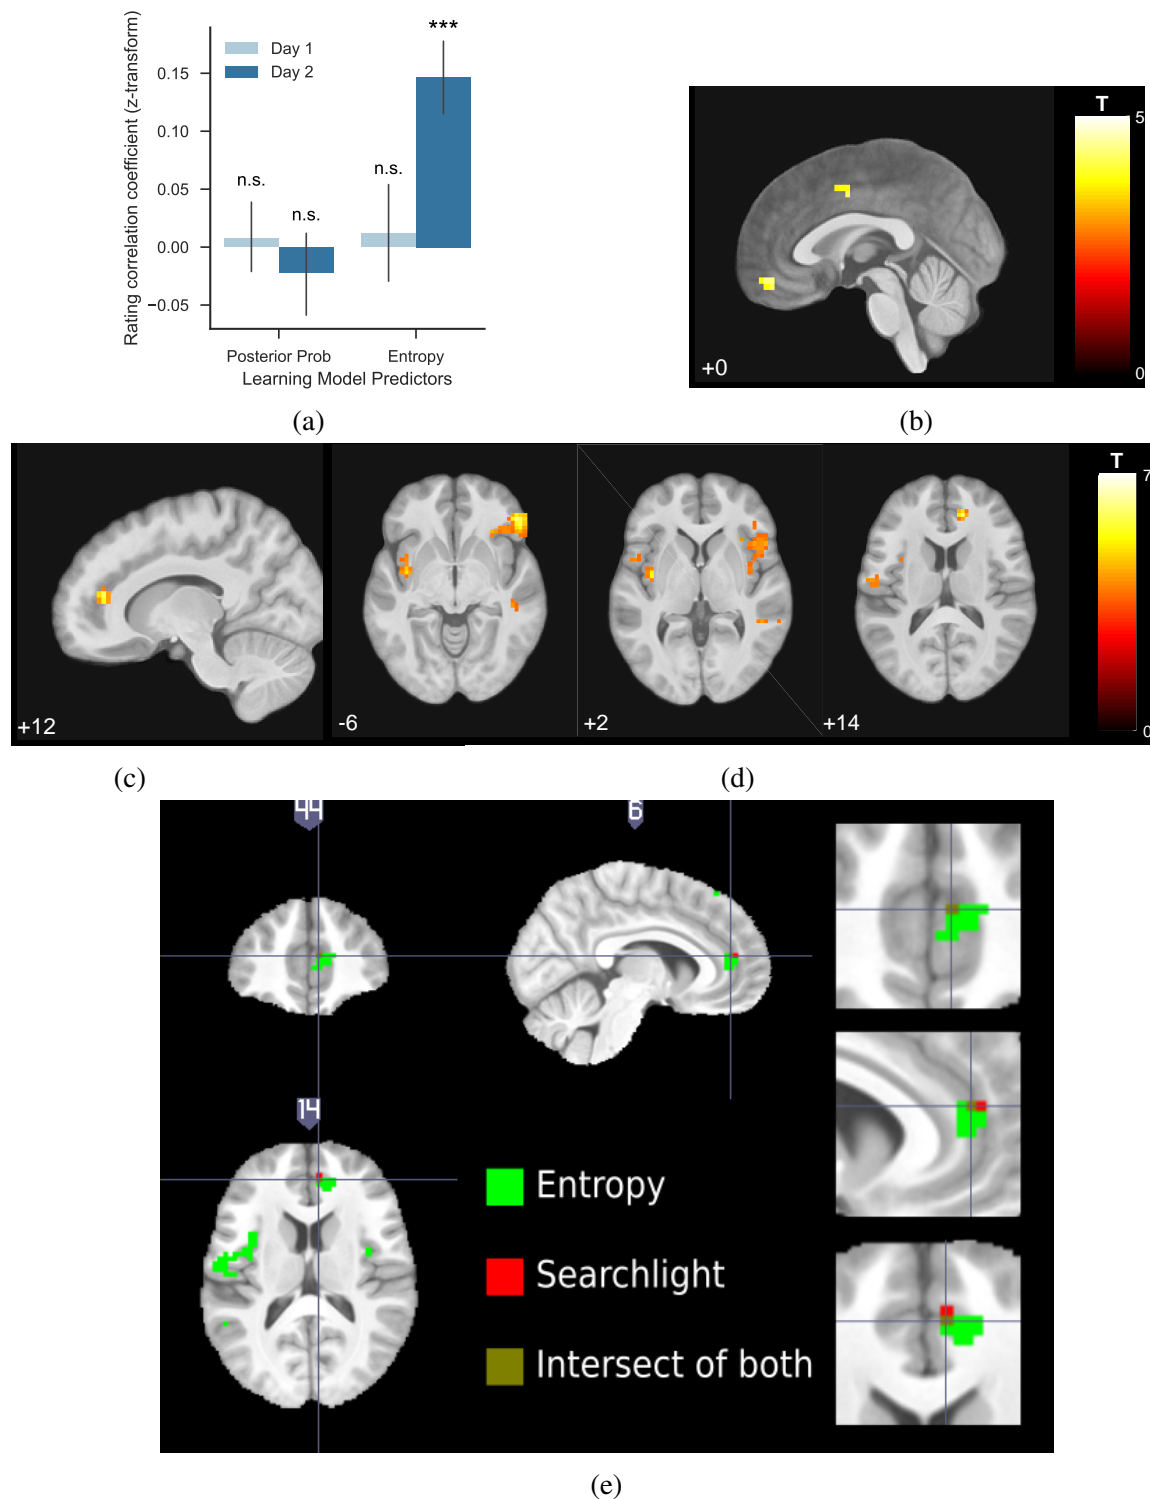 ***
Day 1
Day 2
Rating correlation coefficient (z-transform)
0.15
0.10
0.05
0.00
−0.05
n.s.
n.s.
n.s.
Posterior Prob
Entropy
Learning Model Predictors
(a)
T
5
0
+0
(b)
T
7
0
+12
-6
+2
+14
(c)
(d)
44
6
14
Entropy
Searchlight
Intersect of both
(e)